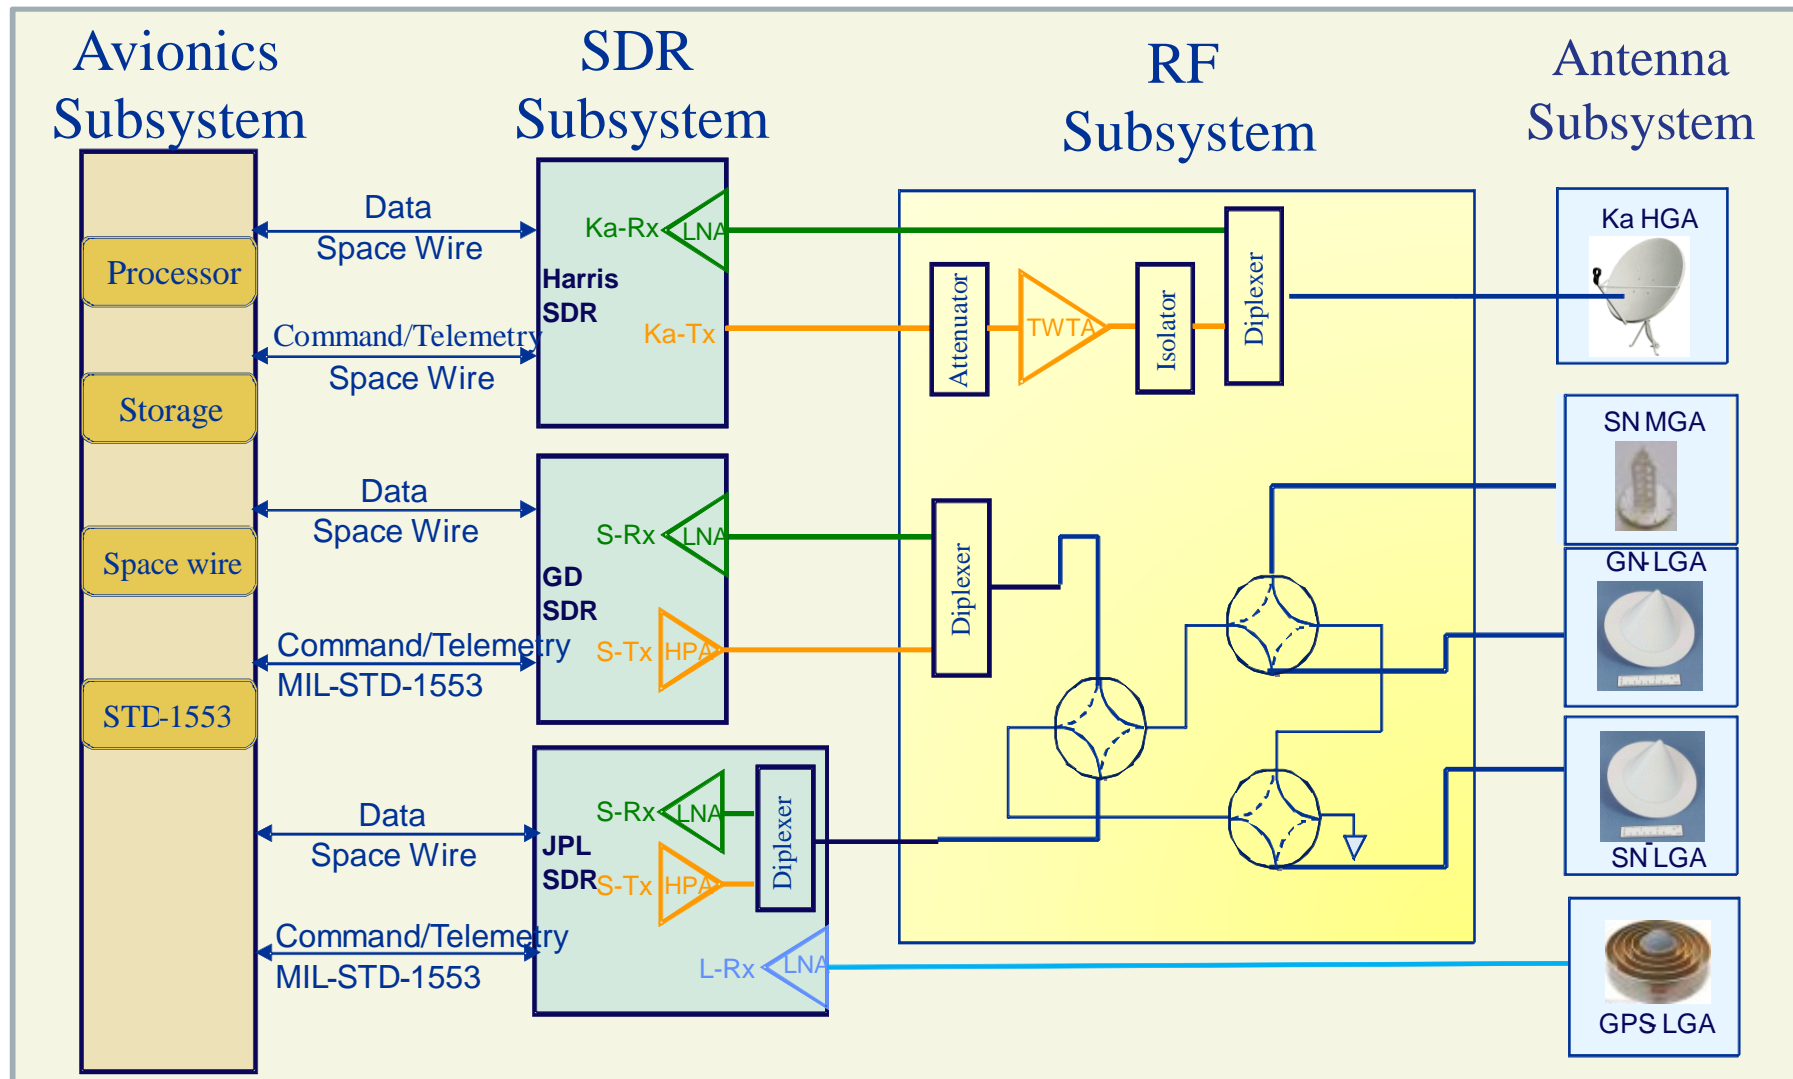 Avionics
Subsystem
SDR
Subsystem
RF
Subsystem
Antenna
Subsystem
Processor
Storage
Space wire
STD-1553
Data
Space Wire
Command/Telemetry
Space Wire
Data
Space Wire
Command/Telemetry
MIL-STD-1553
Data
Space Wire
Command/Telemetry
MIL-STD-1553
Ka-Rx
LNA
Harris
SDR
Ka-Tx
S-Rx
LNA
GD
SDR
S-Tx
HPA
S-Rx
LNA
JPL
SDR
S-Tx
HPA
Diplexer
L-Rx
LNA
Attenuator
TWTA
Isolator
Diplexer
Diplexer
Ka HGA
SN MGA
GN-LGA
SN-LGA
GPS LGA